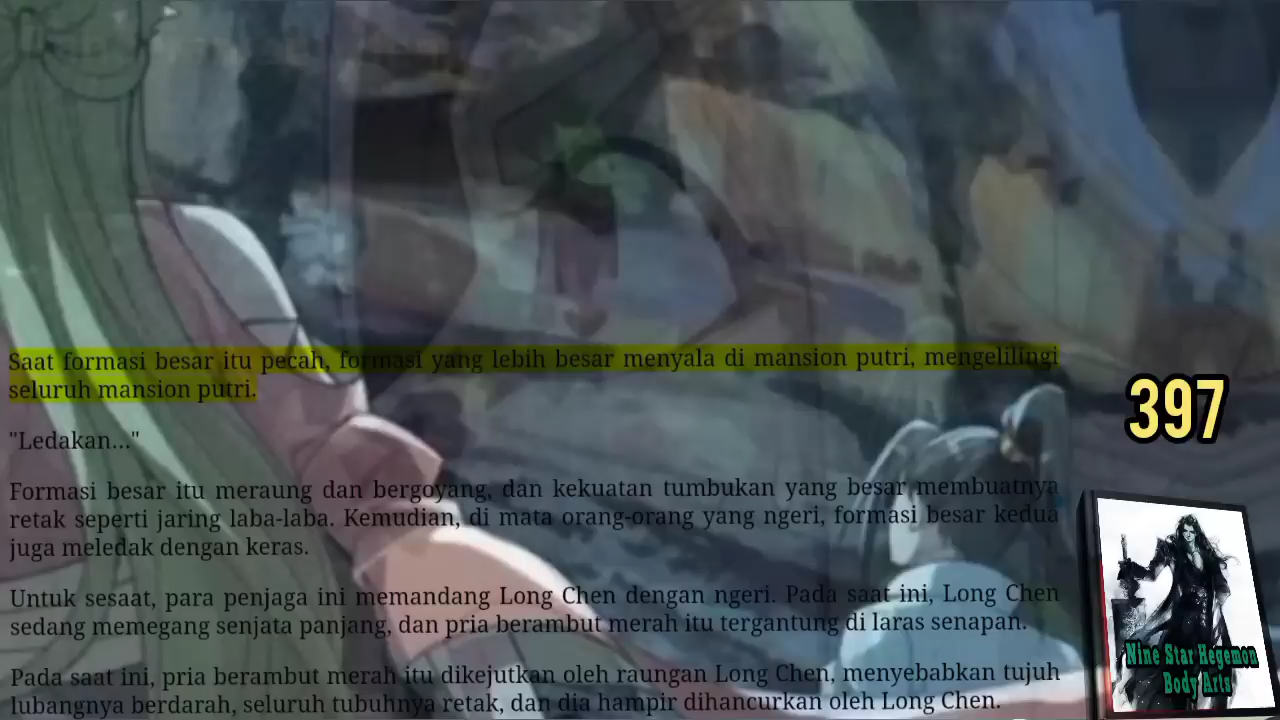 Saat formasi besar itu pecah, formasi yang lebih besar menyala di mansion putri, mengelilingi
seluruh mansion putri.
"Ledakan..."
Formasi besar itu meraung dan bergoyang, dan kekuatan tumbukan yang besar membuatnya
retak seperti jaring laba-laba. Kemudian, di mata orang-orang yang ngeri, formasi besar kedua
juga meledak dengan keras.
Untuk sesaat, para penjaga ini memandang Long Chen dengan ngeri. Pada saat ini, Long Chen
sedang memegang senjata panjang, dan pria berambut merah itu tergantung di laras senapan.
Pada saat ini, pria berambut merah itu dikejutkan oleh raungan Long Chen, menyebabkan tujuh
lubangnya berdarah, seluruh tubuhnya retak, dan dia hampir dihancurkan oleh Long Chen.
397
Nine Star Hegemon
Body Arts